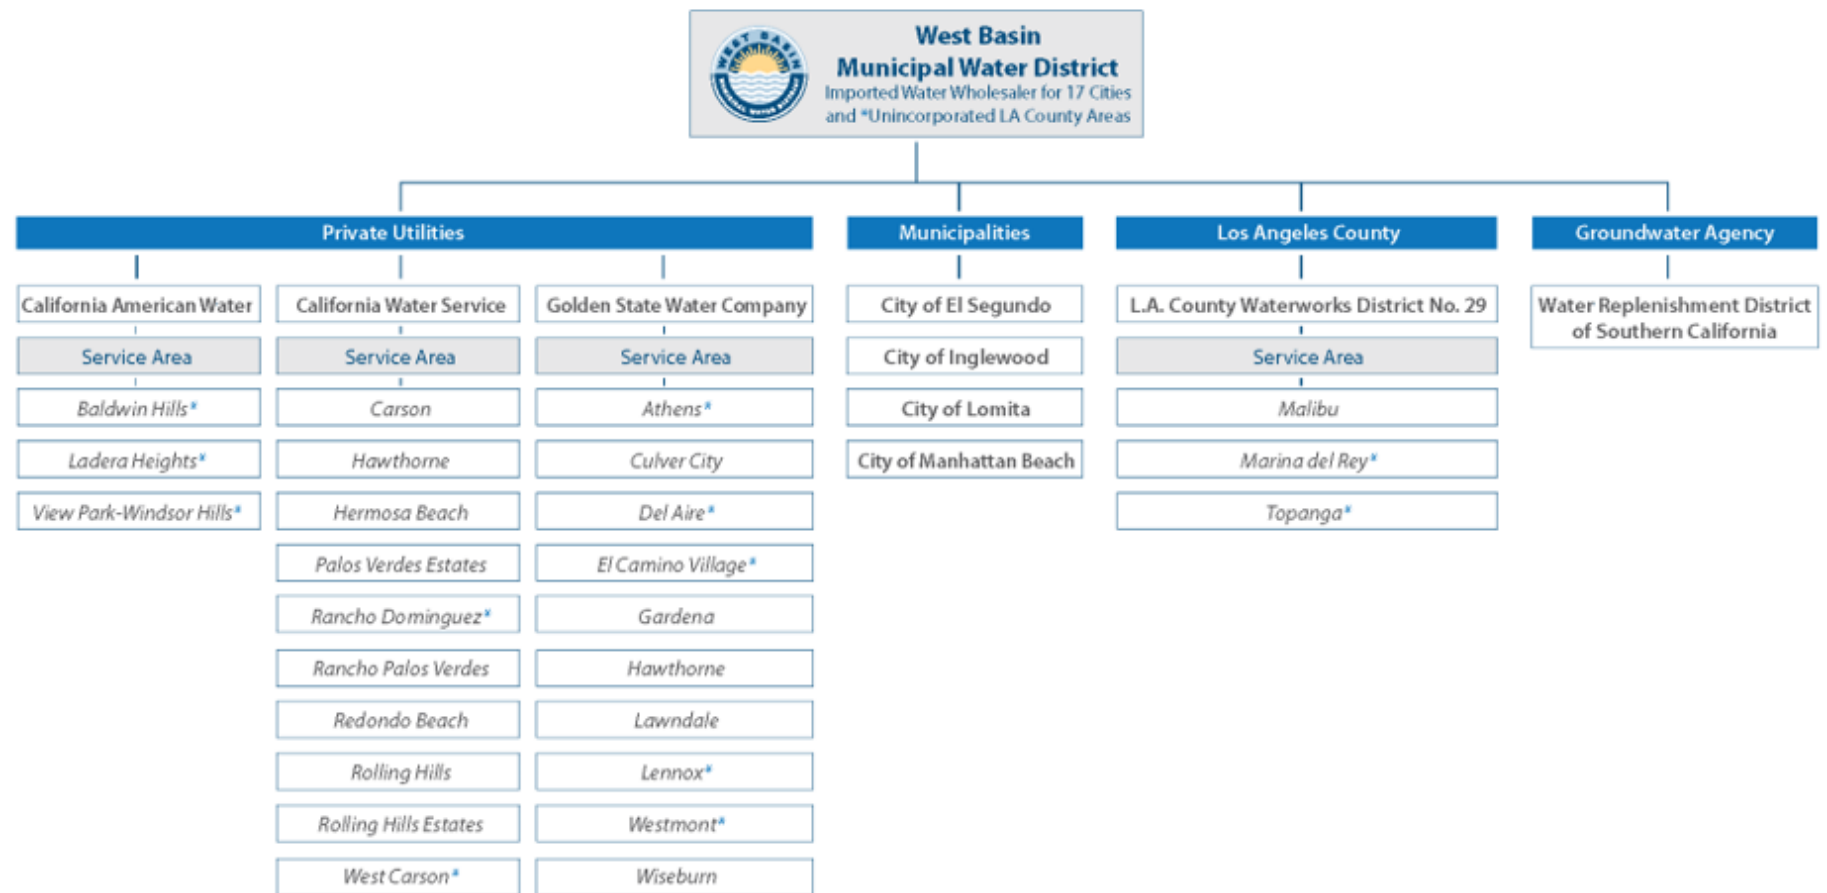 WEST BASIN
MUNICIPAL WATER DISTRICT
West Basin
Municipal Water District
Imported Water Wholesaler for 17 Cities
and *Unincorporated LA County Areas
Private Utilities
California American Water
Service Area
Baldwin Hills*
Ladera Heights*
View Park-Windsor Hills*
California Water Service
Service Area
Carson
Hawthorne
Hermosa Beach
Palos Verdes Estates
Rancho Dominguez*
Rancho Palos Verdes
Redondo Beach
Rolling Hills
Rolling Hills Estates
West Carson*
Golden State Water Company
Service Area
Athens*
Culver City
Del Aire*
El Camino Village*
Gardena
Hawthorne
Lawndale
Lennox*
Westmont*
Wiseburn
Municipalities
City of El Segundo
City of Inglewood
City of Lomita
City of Manhattan Beach
Los Angeles County
L.A. County Waterworks District No. 29
Service Area
Malibu
Marina del Rey*
Topanga*
Groundwater Agency
Water Replenishment District
of Southern California